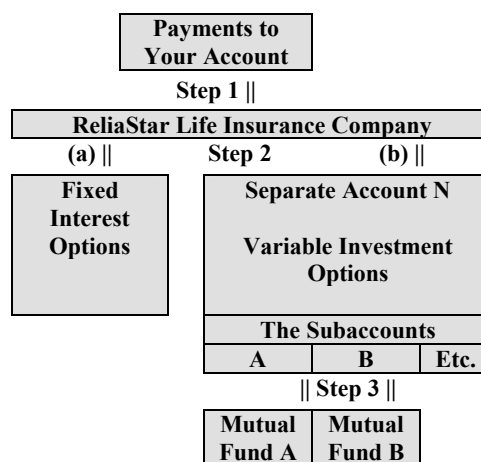 Payments to
Your Account
Step 1 ||
ReliaStar Life Insurance Company
(a) || Step 2 (b) ||
Fixed
Interest
Options
Separate Account N
Variable Investment
Options
The Subaccounts
A B Etc.
|| Step 3 ||
Mutual
Fund A
Mutual
Fund B